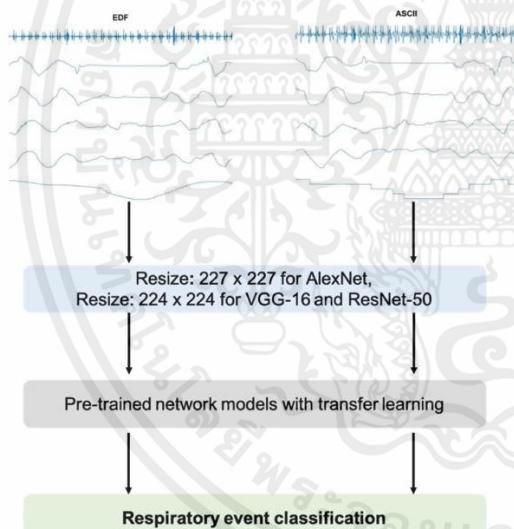 EDF
ASCII
Resize: 227 x 227 for AlexNet,
Resize: 224 x 224 for VGG-16 and ResNet-50
Pre-trained network models with transfer learning
Respiratory event classification